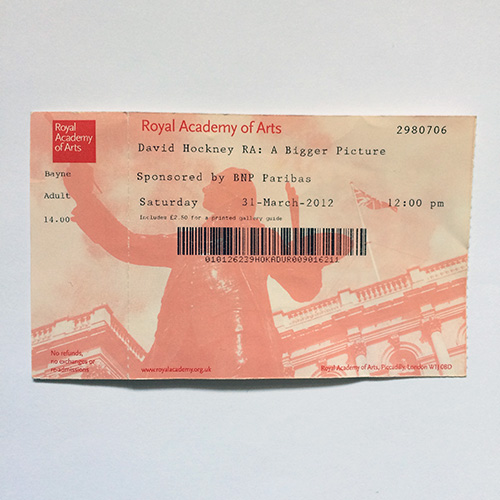 Royal
Academy
of Arts
Royal Academy of Arts
2980706
David Hockney RA: A Bigger Picture
Bayne
Sponsored by BNP Paribas
Adult
Saturday 31-March-2012 12:00 pm
14.00
Includes £2.50 for a printed gallery guide
010126229HOKADUR009016211
No refunds,
no exchanges or
re-admissions
www.royalacademy.org.uk
Royal Academy of Arts, Piccadilly, London W1J 0BD